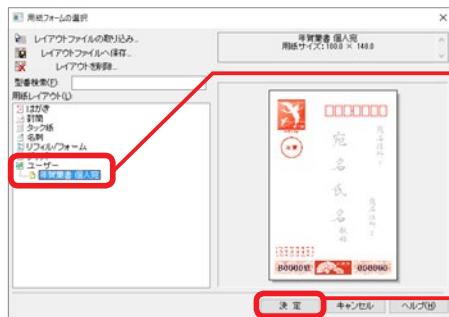 用紙フォームの選択
レイアウトファイルの取り込み...
レイアウトファイルへ保存...
レイアウトを削除...
年賀葉書 個人宛
用紙サイズ：100.0 × 148.0
型番検索(F):
用紙レイアウト(L):
はがき
封筒
タック紙
名刺
リフィル/フォーム
ユーザー
年賀葉書 個人宛
宛名氏名 敬称
決定
キャンセル
ヘルプ(H)